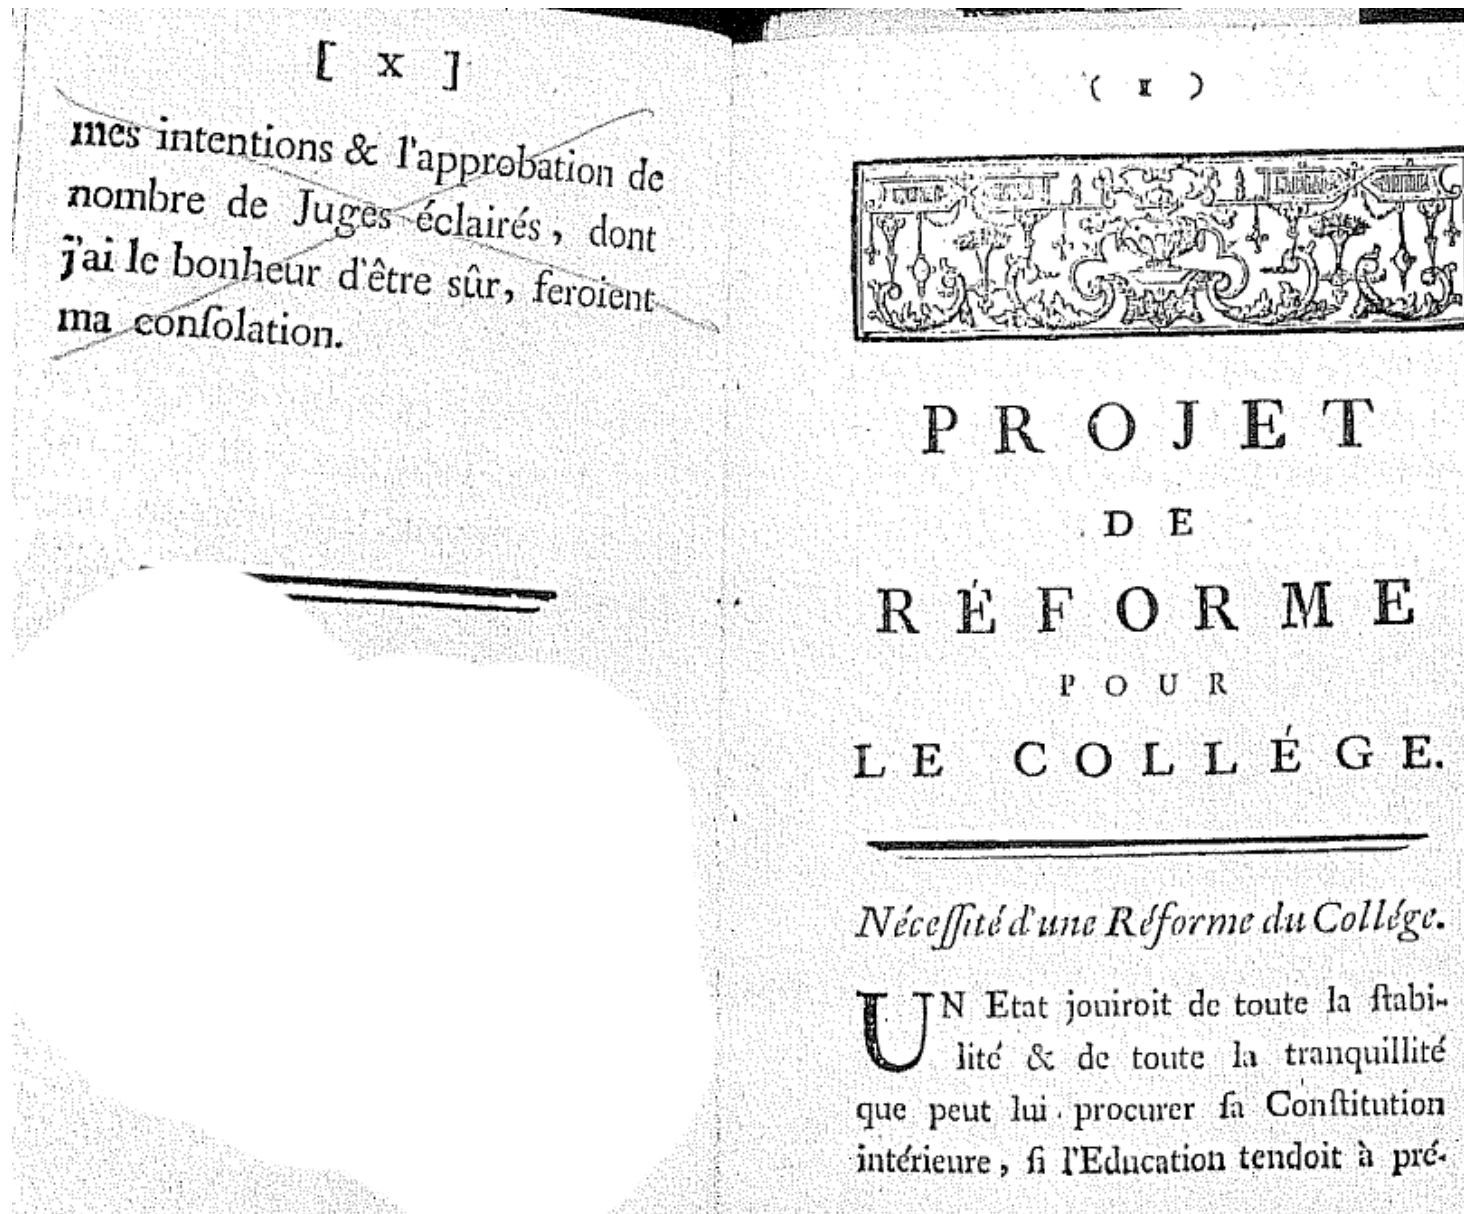 [ x ]
mes intentions & l'approbation de
nombre de Juges éclairés, dont
j'ai le bonheur d'être sûr, feroient
ma conſolation.
( I )
PROJET
DE
RÉFORME
POUR
LE COLLÉGE.
Néceſſité d'une Réforme du Collége.
UN Etat jouiroit de toute la ſtabi-
lité & de toute la tranquillité
que peut lui procurer ſa Conſtitution
intérieure, ſi l'Education tendoit à pré-